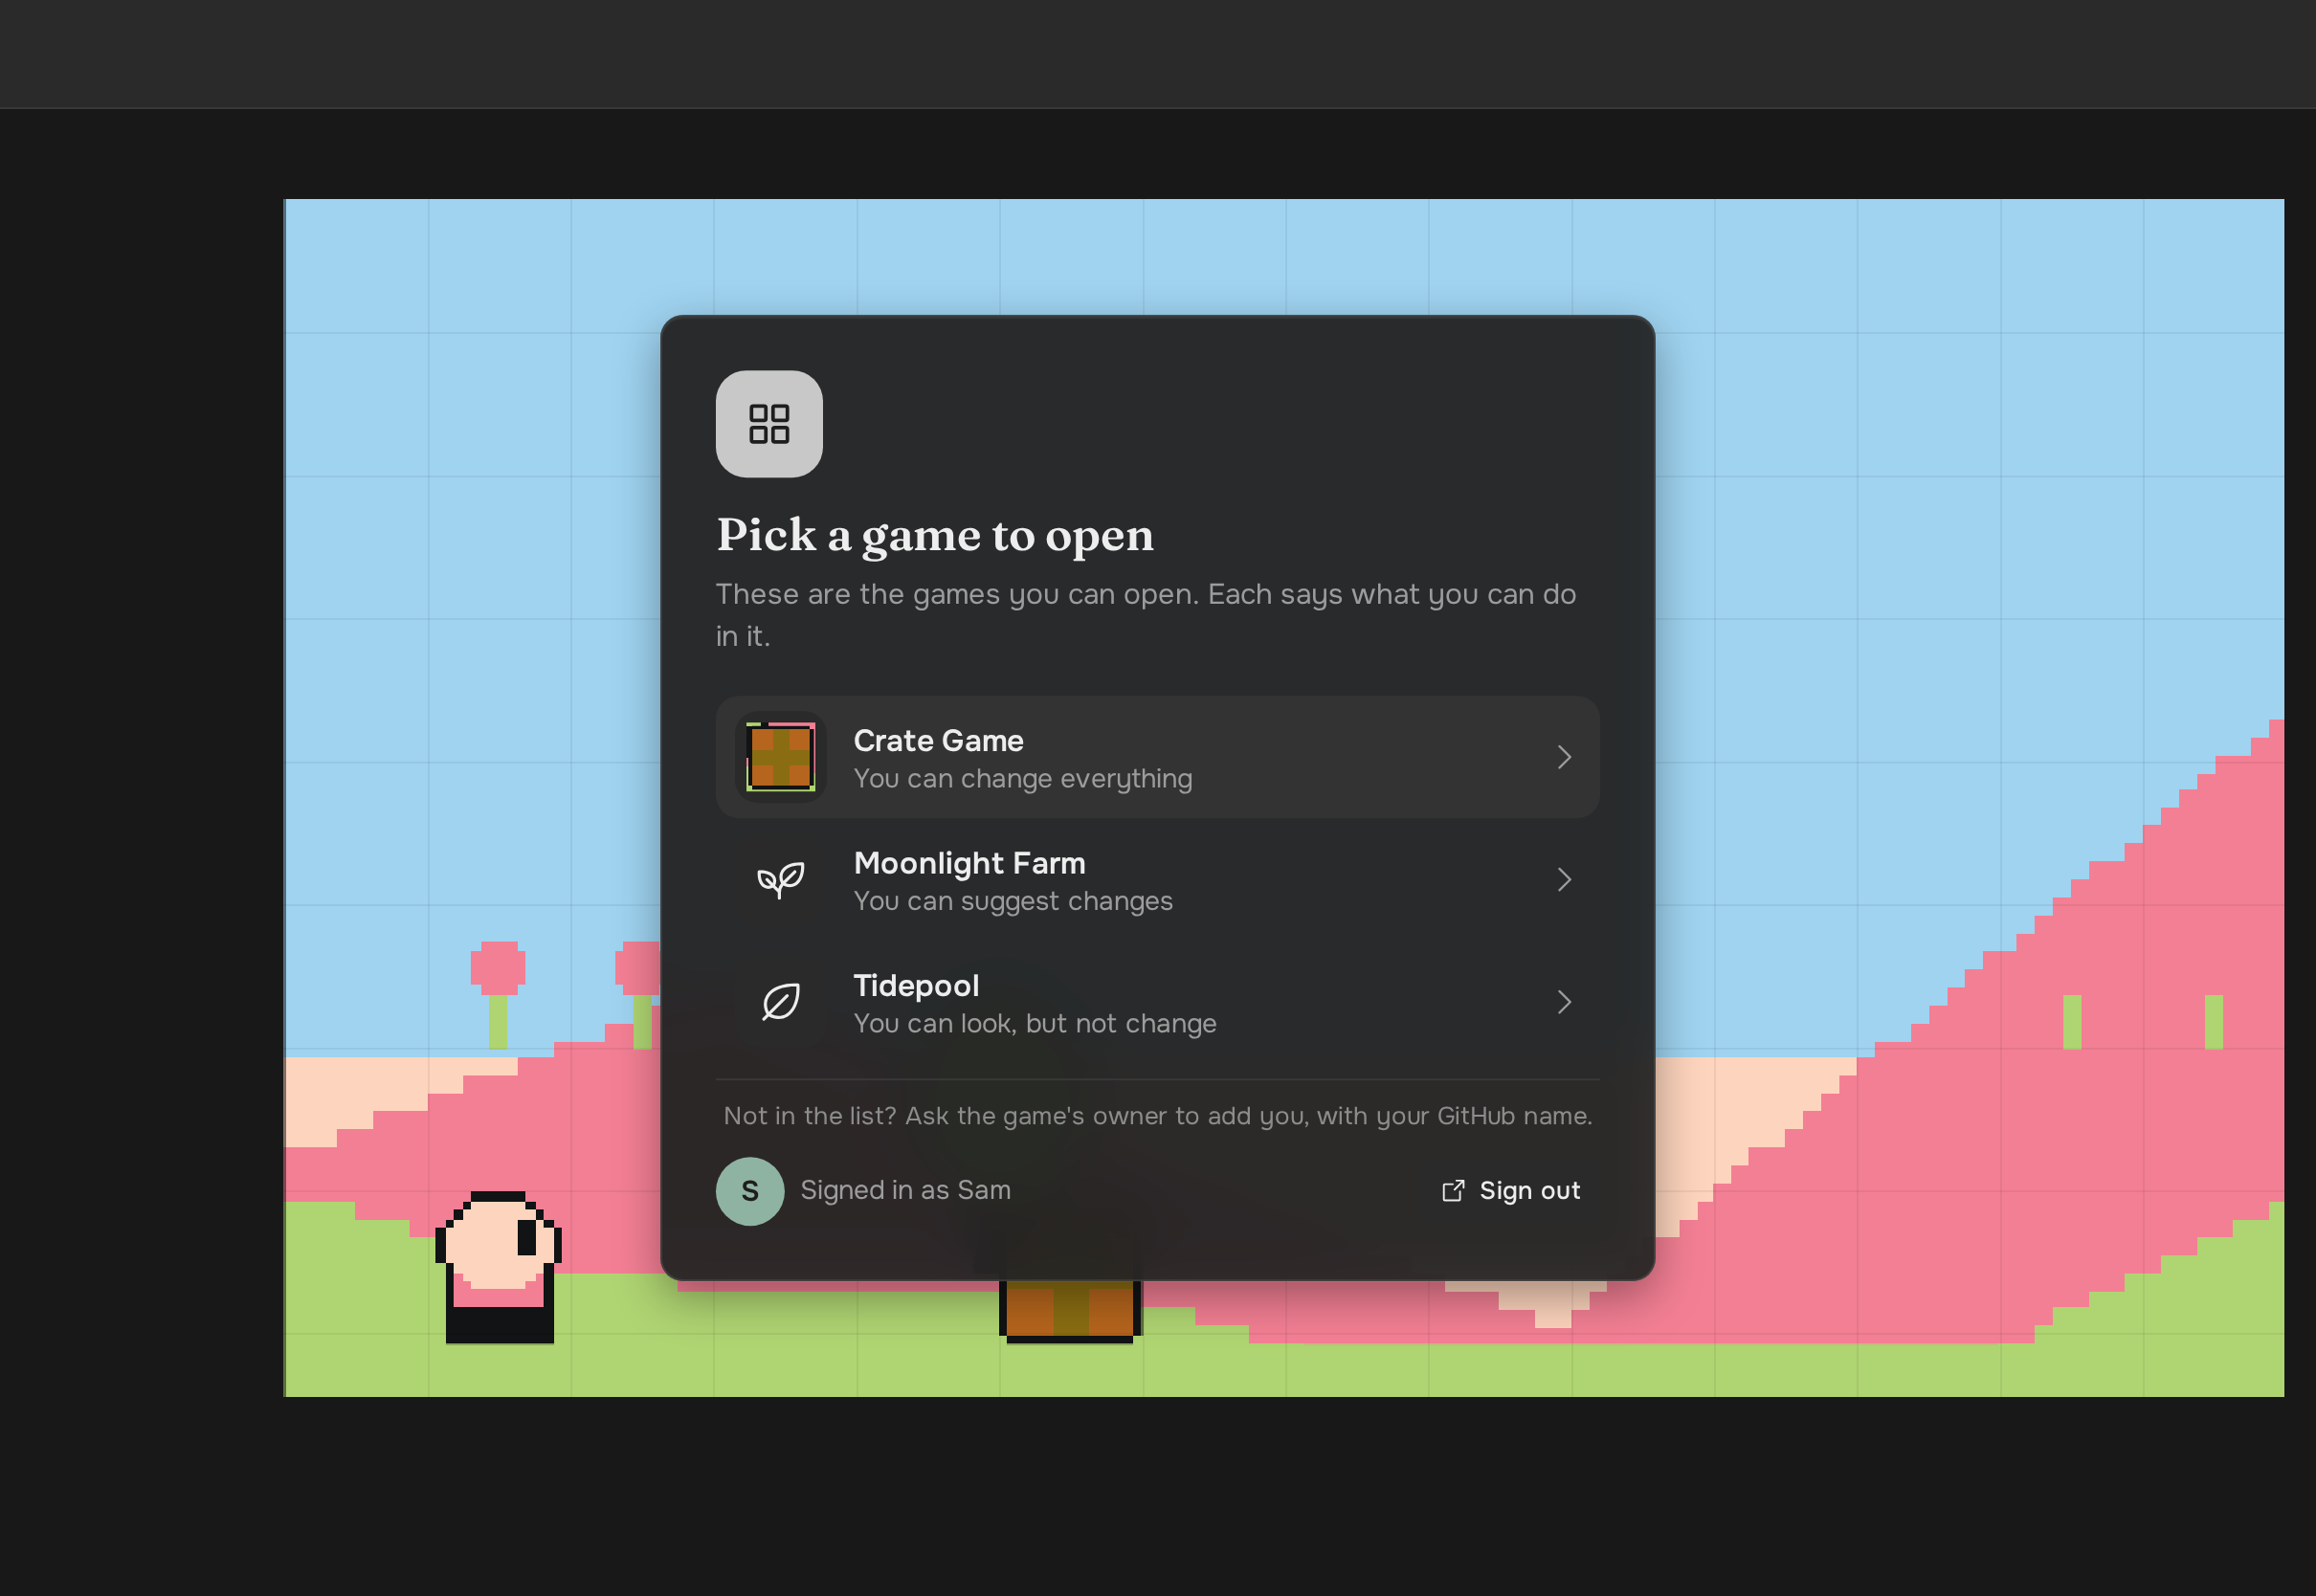 Pick a game to open
These are the games you can open. Each says what you can do
in it.
Crate Game
You can change everything
Moonlight Farm
You can suggest changes
Tidepool
You can look, but not change
Not in the list? Ask the game's owner to add you, with your GitHub name.
S Signed in as Sam Sign out